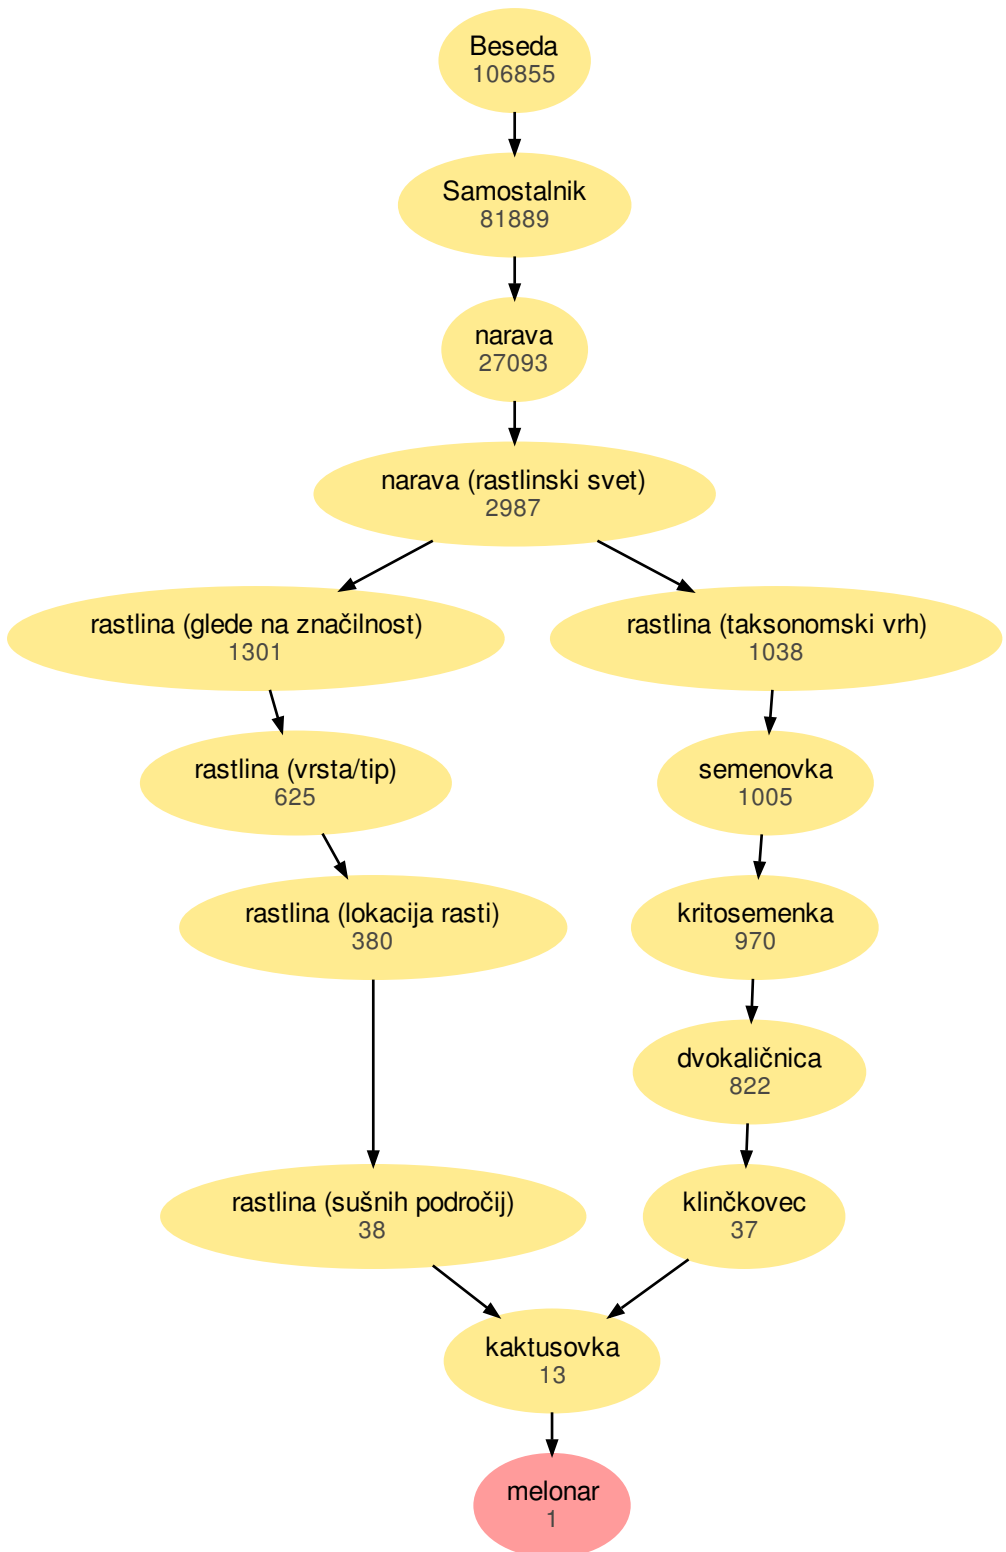 Beseda
106855
Samostalnik
81889
narava
27093
narava (rastlinski svet)
2987
rastlina (glede na značilnost)
1301
rastlina (taksonomski vrh)
1038
rastlina (vrsta/tip)
625
semenovka
1005
rastlina (lokacija rasti)
380
kritosemenka
970
dvokaličnica
822
rastlina (sušnih področij)
38
klinčkovec
37
kaktusovka
13
melonar
1